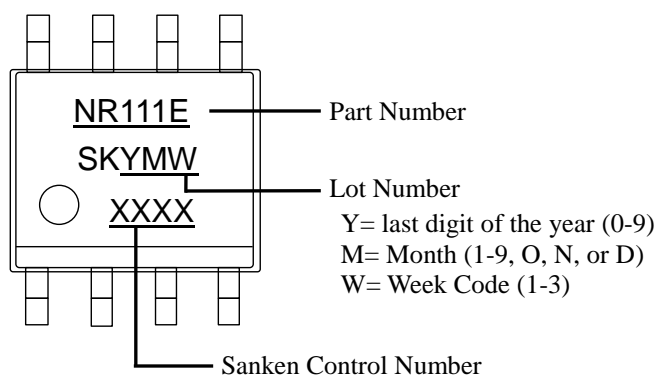 NR111E
Part Number
SKYMW
Lot Number
XXXX
Y= last digit of the year (0-9)
M= Month (1-9, O, N, or D)
W= Week Code (1-3)
Sanken Control Number